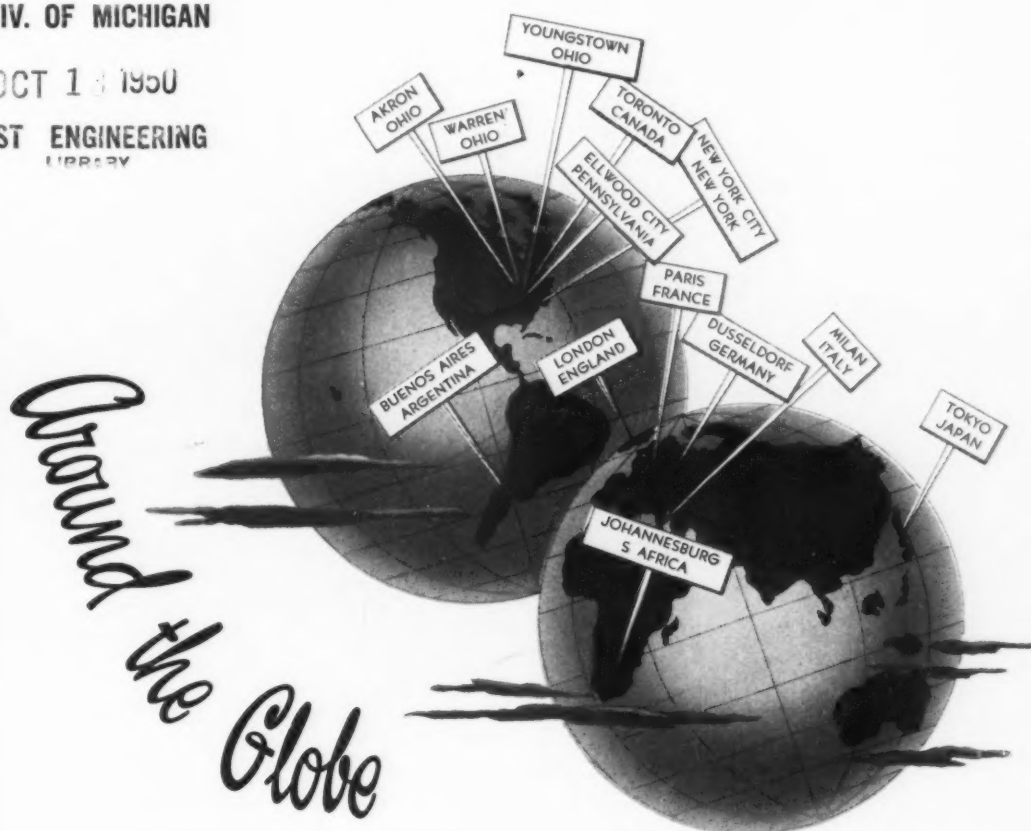 IV. OF MICHIGAN
OCT 1 1950
ST ENGINEERING
LIBRARY
YOUNGSTOWN
OHIO
AKRON
OHIO
WARREN
OHIO
TORONTO
CANADA
NEW YORK CITY
NEW YORK
ELLWOOD CITY
PENNSYLVANIA
PARIS
FRANCE
DUSSELDORF
GERMANY
MILAN
ITALY
BUENOS AIRES
ARGENTINA
LONDON
ENGLAND
TOKYO
JAPAN
JOHANNESBURG
S AFRICA
Around
the
Globe